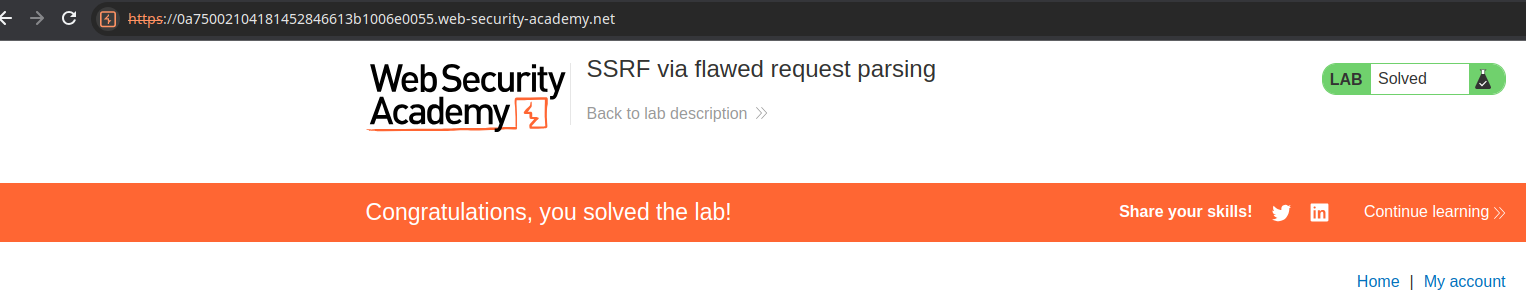 https://0a75002104181452846613b1006e0055.web-security-academy.net
Web Security
Academy
SSRF via flawed request parsing
Back to lab description
LAB Solved
Congratulations, you solved the lab!
Share your skills!
Continue learning
Home | My account